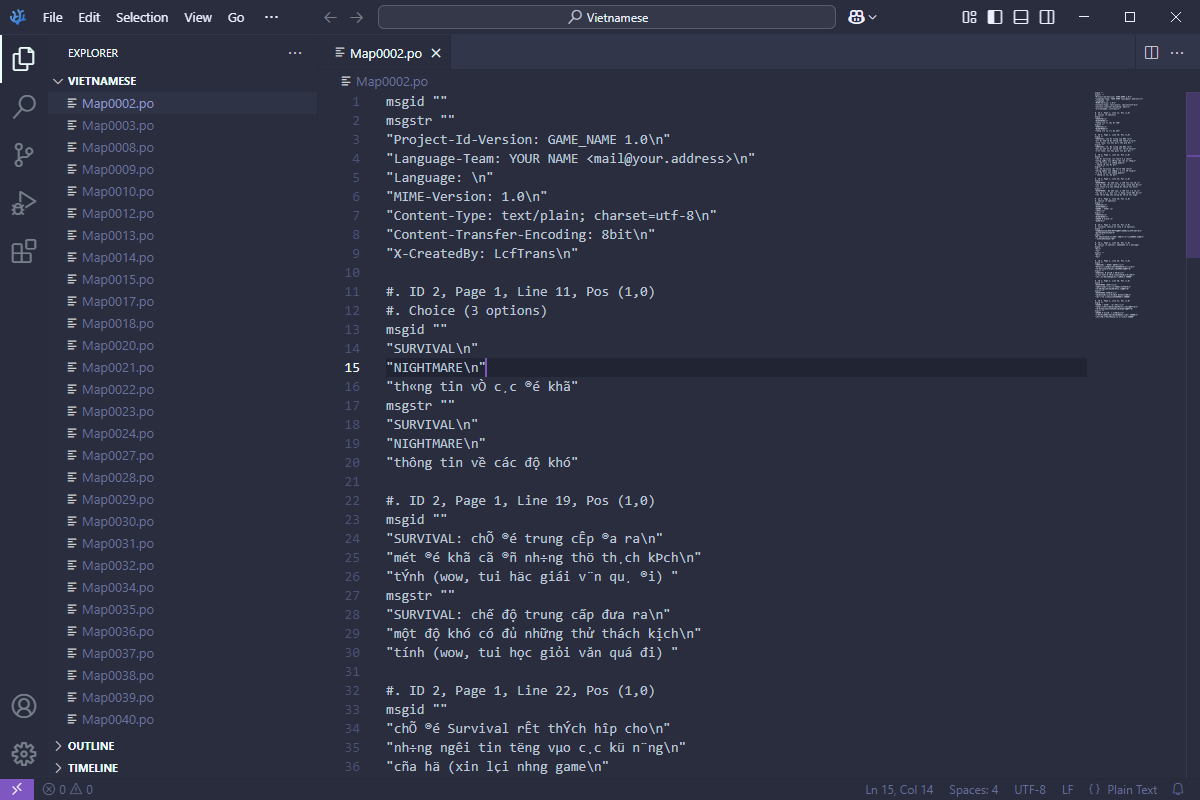 File Edit Selection View Go ···
Vietnamese
EXPLORER ···
VIETNAMESE
Map0002.po
Map0003.po
Map0008.po
Map0009.po
Map0010.po
Map0012.po
Map0013.po
Map0014.po
Map0015.po
Map0017.po
Map0018.po
Map0020.po
Map0021.po
Map0022.po
Map0023.po
Map0024.po
Map0027.po
Map0028.po
Map0029.po
Map0030.po
Map0031.po
Map0032.po
Map0034.po
Map0035.po
Map0036.po
Map0037.po
Map0038.po
Map0039.po
Map0040.po
OUTLINE
TIMELINE
Map0002.po
Map0002.po
1 msgid ""
2 msgstr ""
3 "Project-Id-Version: GAME_NAME 1.0\n"
4 "Language-Team: YOUR NAME <mail@your.address>\n"
5 "Language: \n"
6 "MIME-Version: 1.0\n"
7 "Content-Type: text/plain; charset=utf-8\n"
8 "Content-Transfer-Encoding: 8bit\n"
9 "X-CreatedBy: LcfTrans\n"
10
11 #. ID 2, Page 1, Line 11, Pos (1,0)
12 #. Choice (3 options)
13 msgid ""
14 "SURVIVAL\n"
15 "NIGHTMARE\n"
16 "th«ng tin vÒ c¸c ®é khã"
17 msgstr ""
18 "SURVIVAL\n"
19 "NIGHTMARE\n"
20 "thông tin về các độ khó"
21
22 #. ID 2, Page 1, Line 19, Pos (1,0)
23 msgid ""
24 "SURVIVAL: chÕ ®é trung cÊp ®a ra\n"
25 "mét ®é khã cã ®ñ nh÷ng thö th¸ch kÞch\n"
26 "tÝnh (wow, tui häc giái v¨n qu¸ ®i) "
27 msgstr ""
28 "SURVIVAL: chế độ trung cấp đưa ra\n"
29 "một độ khó có đủ những thử thách kịch\n"
30 "tính (wow, tui học giỏi văn quá đi) "
31
32 #. ID 2, Page 1, Line 22, Pos (1,0)
33 msgid ""
34 "chÕ ®é Survival rÊt thÝch hîp cho\n"
35 "nh÷ng ngêi tin tëng vµo c¸c kü n¨ng\n"
36 "cña hä (xin lçi nhng game\n"
0 0
Ln 15, Col 14 Spaces: 4 UTF-8 LF {} Plain Text